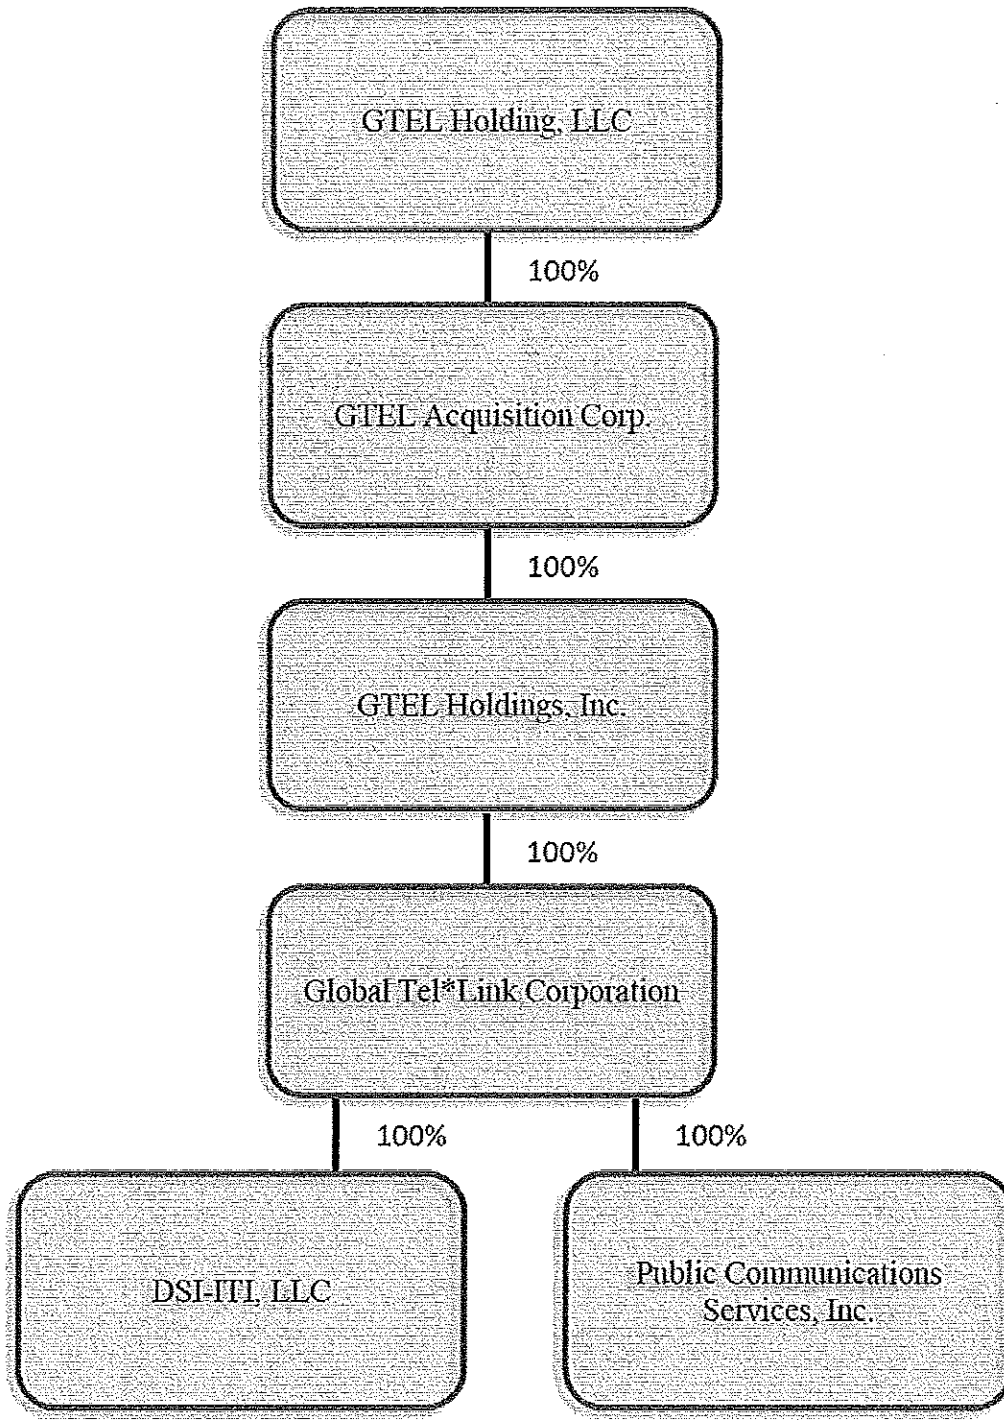 GTEL Holding, LLC
100%
GTEL Acquisition Corp.
100%
GTEL Holdings, Inc.
100%
Global Tel*Link Corporation
100%
100%
DSI-ITI, LLC
Public Communications
Services, Inc.